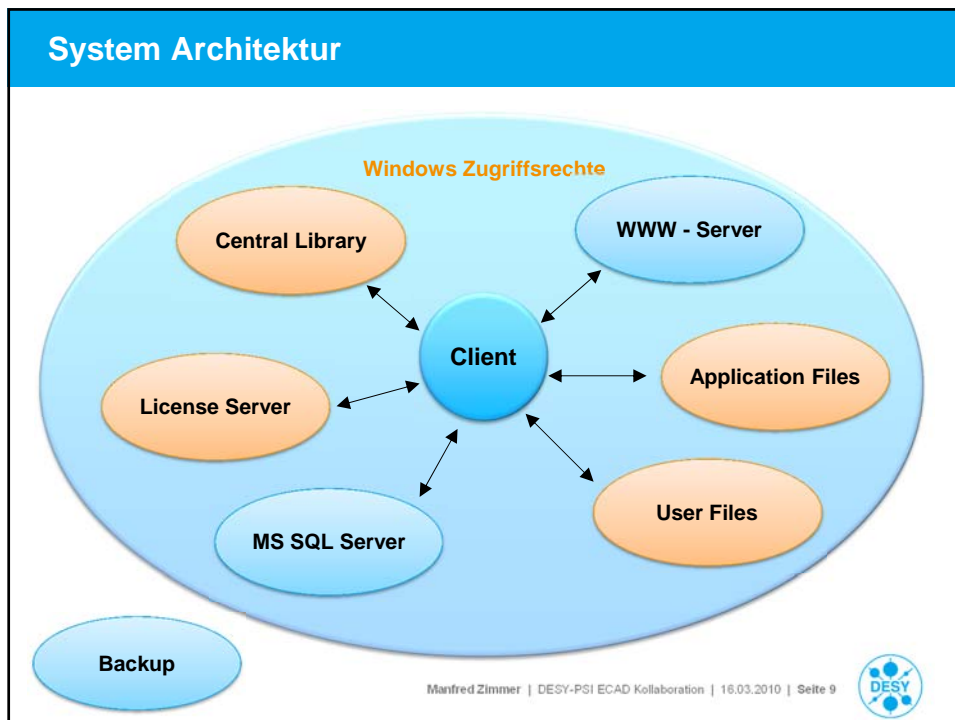 System Architektur
Windows Zugriffsrechte
Central Library
WWW - Server
Client
Application Files
License Server
User Files
MS SQL Server
Backup
Manfred Zimmer | DESY-PSI ECAD Kollaboration | 16.03.2010 | Seite 9
DESY